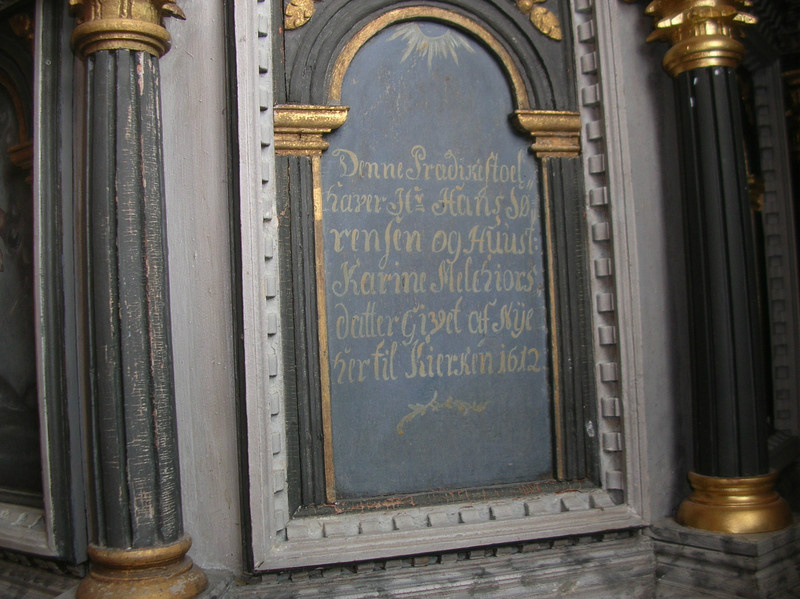 Denne Prædikestoel
haver Hr. Hans Sø¸
rensen og Huust:
Karine Melchiors¸
datter Givet af Nÿe
her til Kierken 1612.